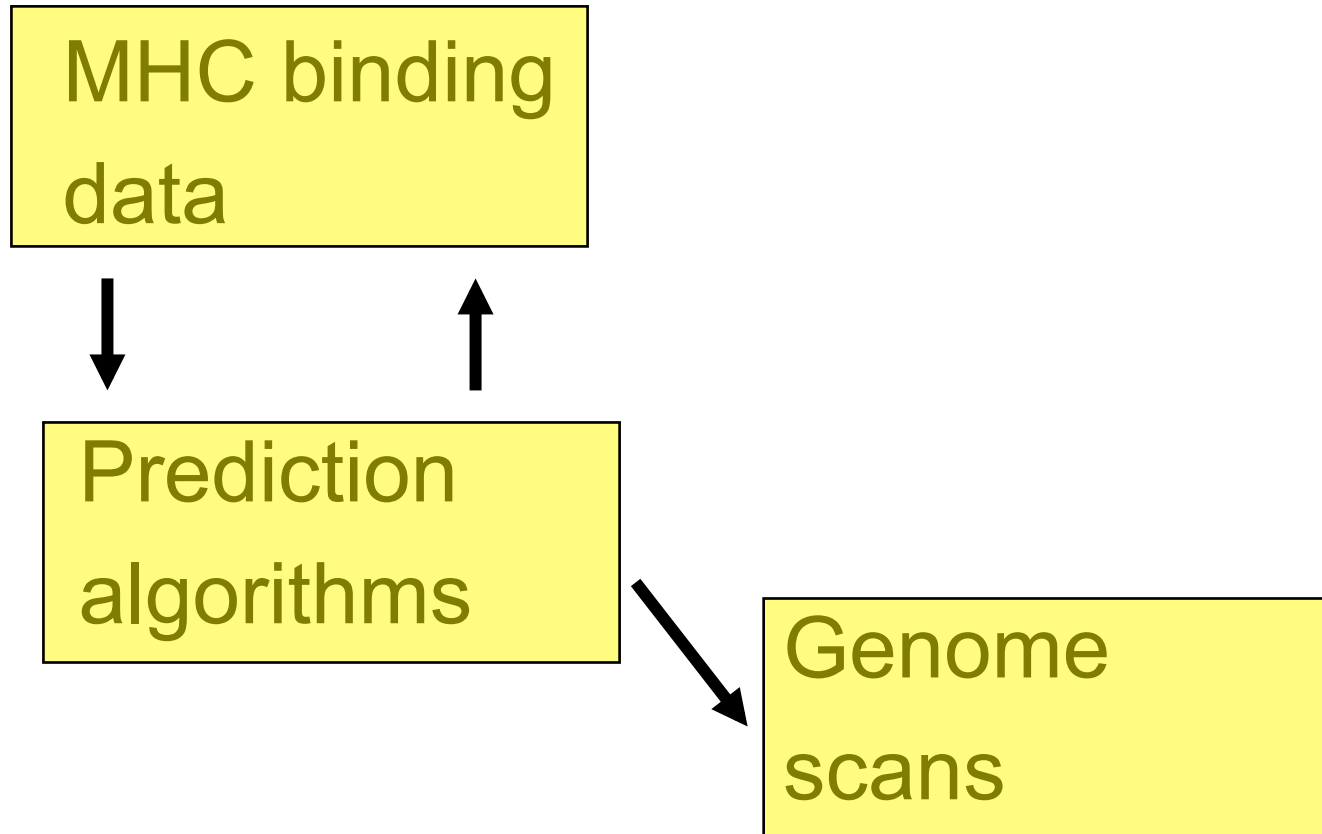 MHC binding
data
Prediction
algorithms
Genome
scans